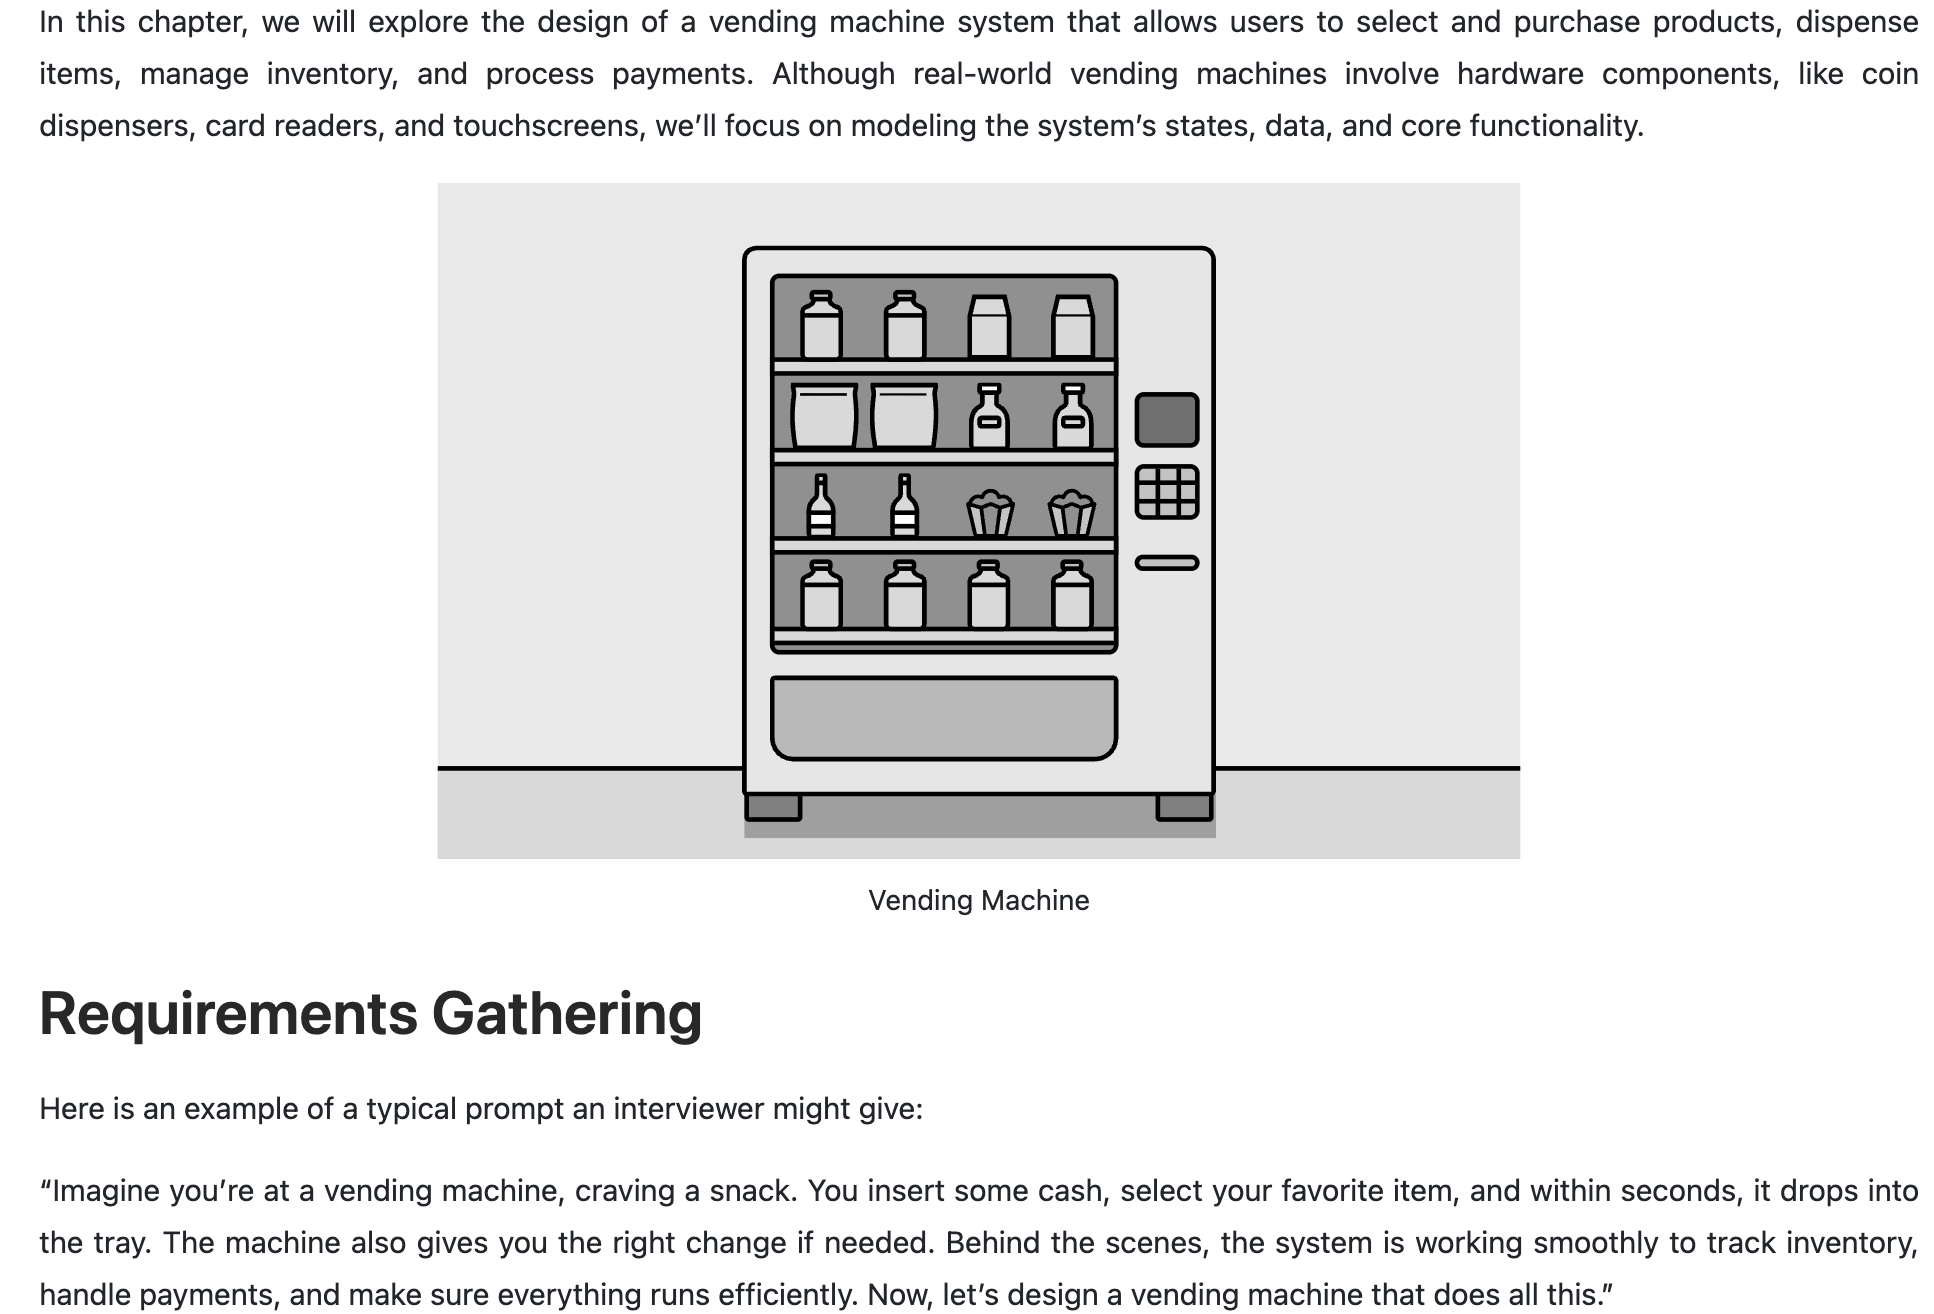 In this chapter, we will explore the design of a vending machine system that allows users to select and purchase products, dispense
items, manage inventory, and process payments. Although real-world vending machines involve hardware components, like coin
dispensers, card readers, and touchscreens, we’ll focus on modeling the system’s states, data, and core functionality.
Vending Machine
Requirements Gathering
Here is an example of a typical prompt an interviewer might give:
“Imagine you’re at a vending machine, craving a snack. You insert some cash, select your favorite item, and within seconds, it drops into
the tray. The machine also gives you the right change if needed. Behind the scenes, the system is working smoothly to track inventory,
handle payments, and make sure everything runs efficiently. Now, let’s design a vending machine that does all this.”